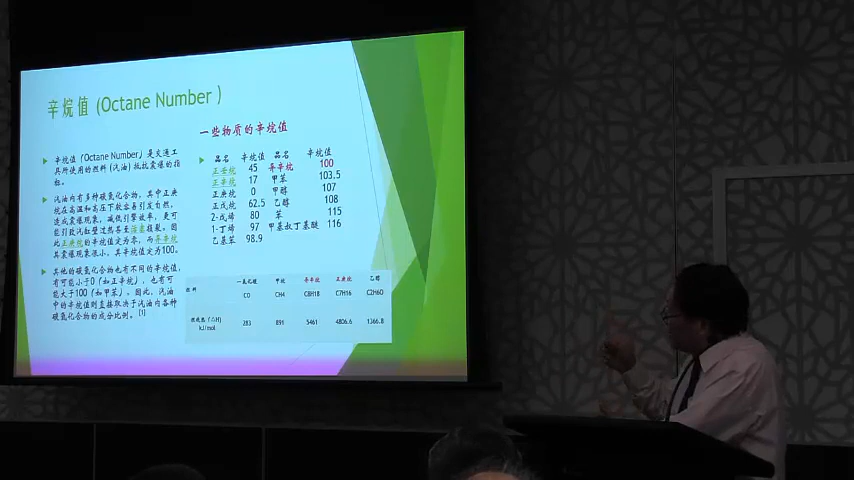 辛烷值 (Octane Number )
辛烷值 (Octane Number) 是交通工
具所使用的燃料 (汽油) 抵抗震爆的指
标。
汽油内有多种碳氢化合物，其中正庚
烷在高温和高压下较容易引发自燃，
造成震爆现象，减低引擎效率，更可
能引致汽缸壁过热甚至活塞损裂。因
此正庚烷的辛烷值定为零，而异辛烷
其震爆现象很小，其辛烷值定为100。
其他的碳氢化合物也有不同的辛烷值，
有可能小于0（如正辛烷），也有可
能大于100（如甲苯）。因此，汽油
中的辛烷值则直接取决于汽油内各种
碳氢化合物的成分比例。[1]
一些物质的辛烷值
品名 辛烷值 品名 辛烷值
45 异辛烷 100
正辛烷 17 甲苯 103.5
正庚烷 0 甲醇 107
正戊烷 62.5 乙醇 108
2-戊烯 80 苯 115
1-丁烯 97 甲基叔丁基醚 116
乙基苯 98.9
燃料 一氧化碳 甲烷 异辛烷 正庚烷 乙醇
CO CH4 C8H18 C7H16 C2H6O
燃烧热 (△H) kJ/mol 283 891 5461 4806.6 1366.8